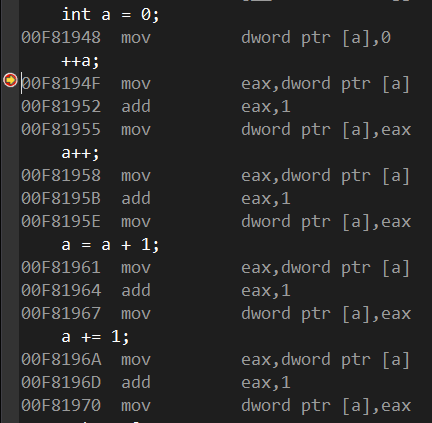 int a = 0;
00F81948 mov dword ptr [a],0
++a;
00F8194F mov eax,dword ptr [a]
00F81952 add eax,1
00F81955 mov dword ptr [a],eax
a++;
00F81958 mov eax,dword ptr [a]
00F8195B add eax,1
00F8195E mov dword ptr [a],eax
a = a + 1;
00F81961 mov eax,dword ptr [a]
00F81964 add eax,1
00F81967 mov dword ptr [a],eax
a += 1;
00F8196A mov eax,dword ptr [a]
00F8196D add eax,1
00F81970 mov dword ptr [a],eax